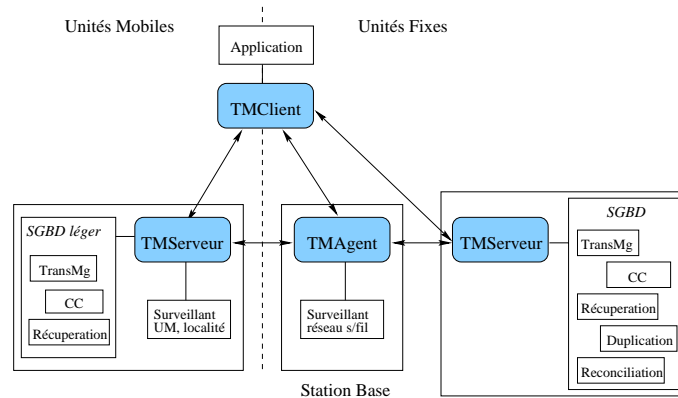 Unités Mobiles
Unités Fixes
Application
TMClient
SGBD léger
TransMg
CC
Récuperation
TMServeur
Surveillant
UM, localité
TMAgent
Surveillant
réseau s/fil
Station Base
TMServeur
SGBD
TransMg
CC
Récupération
Duplication
Reconciliation